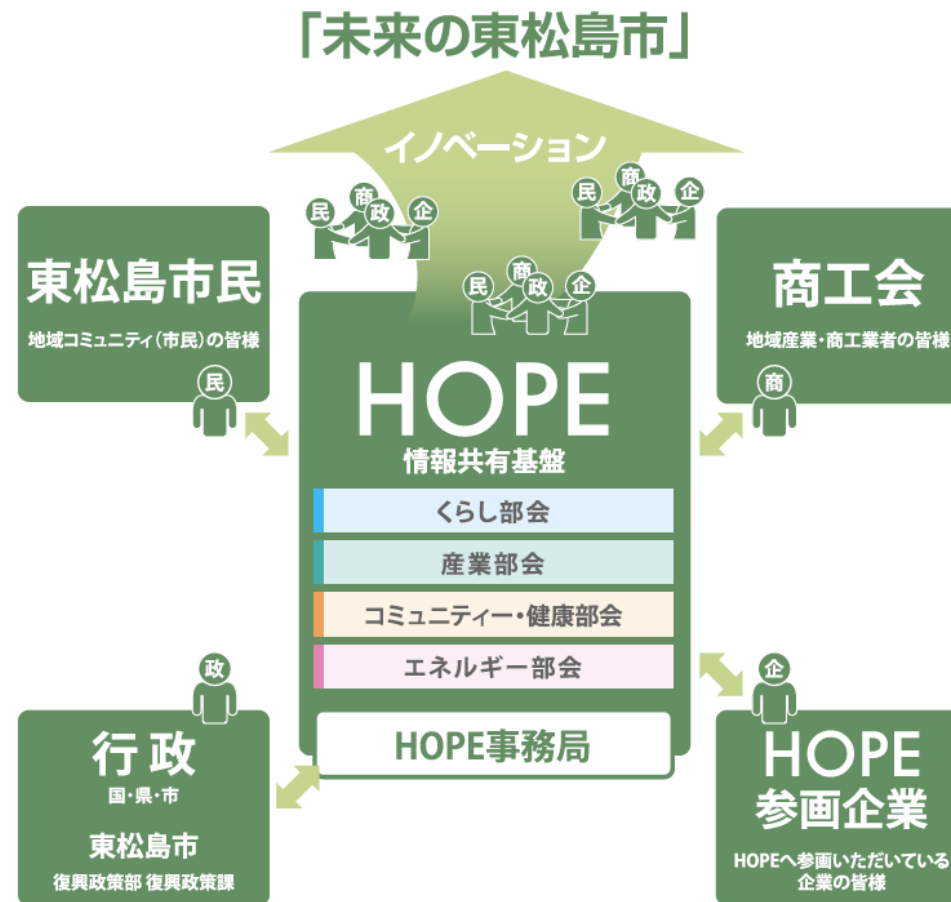 「未来の東松島市」
イノベーション
民 商 政 企
民 商 政 企
民 商 政 企
東松島市民
地域コミュニティ(市民)の皆様
民
商工会
地域産業・商工業者の皆様
商
HOPE
情報共有基盤
くらし部会
産業部会
コミュニティー・健康部会
エネルギー部会
HOPE事務局
政
行政
国・県・市
東松島市
復興政策部 復興政策課
企
HOPE
参画企業
HOPEへ参画いただいている
企業の皆様